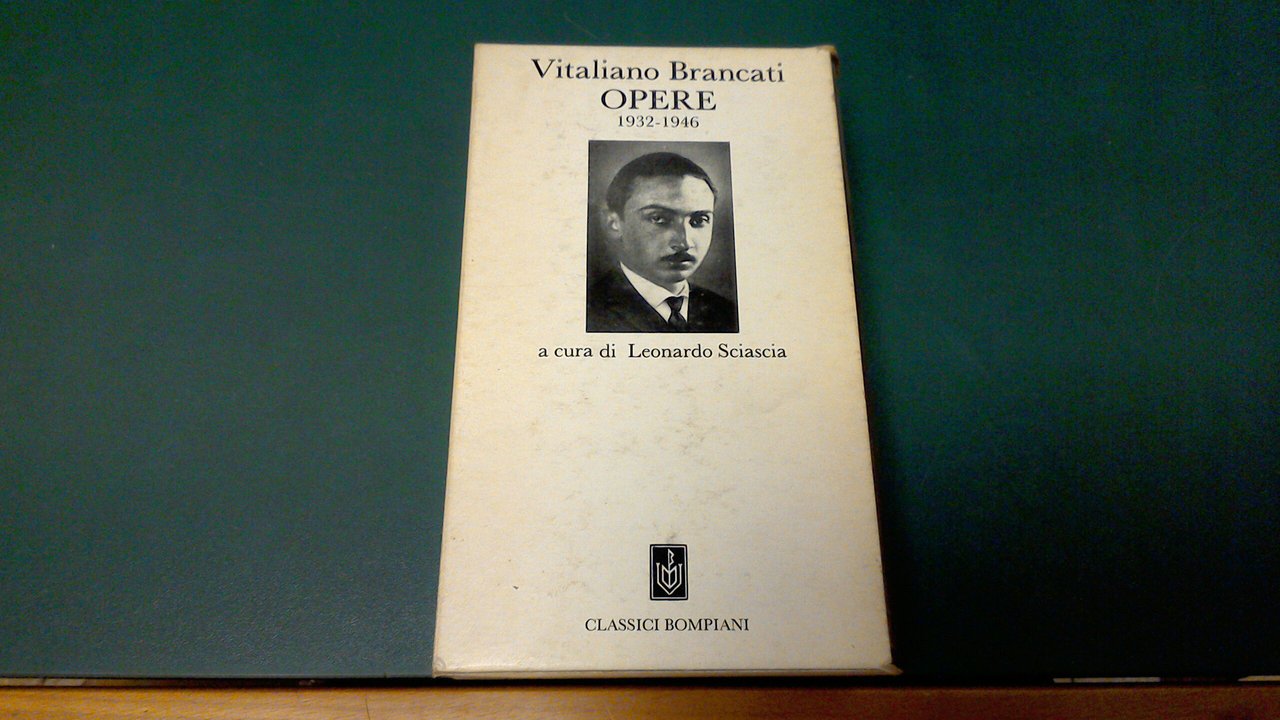 Vitaliano Brancati
OPERE
1932-1946
a cura di Leonardo Sciascia
CLASSICI BOMPIANI